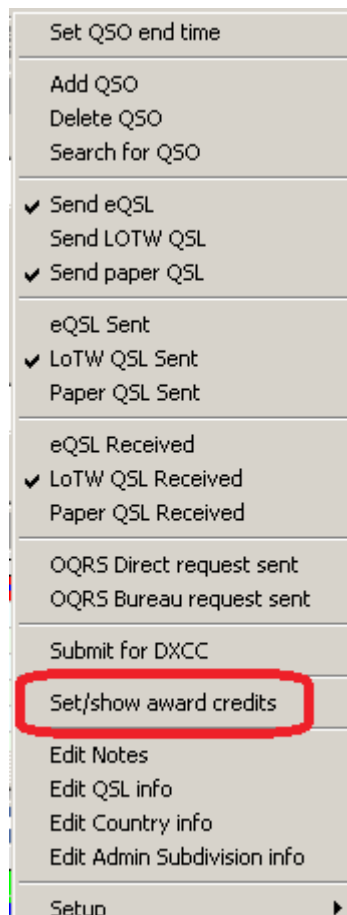 Set QSO end time
Add QSO
Delete QSO
Search for QSO
Send eQSL
Send LOTW QSL
Send paper QSL
eQSL Sent
LoTW QSL Sent
Paper QSL Sent
eQSL Received
LoTW QSL Received
Paper QSL Received
OQRS Direct request sent
OQRS Bureau request sent
Submit for DXCC
Set/show award credits
Edit Notes
Edit QSL info
Edit Country info
Edit Admin Subdivision info
Setup